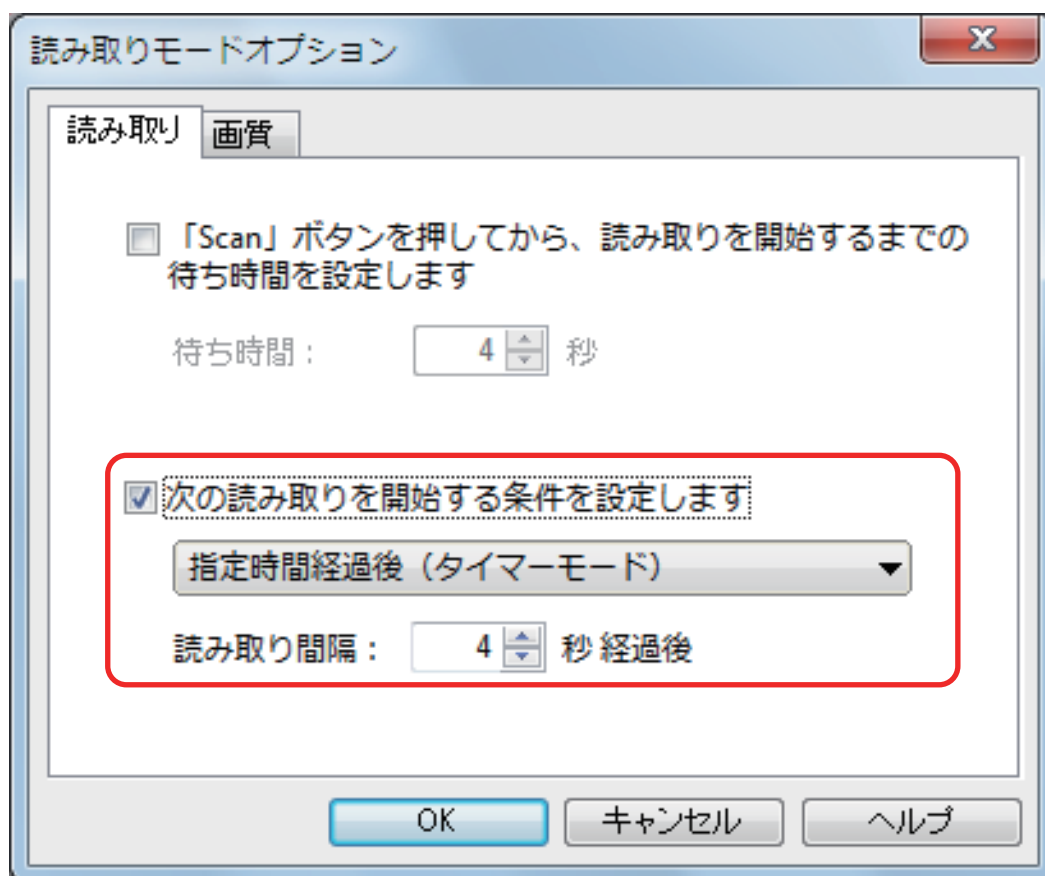 読み取りモードオプション
読み取り 画質
「Scan」ボタンを押してから、読み取りを開始するまでの
待ち時間を設定します
待ち時間： 4 秒
次の読み取りを開始する条件を設定します
指定時間経過後（タイマーモード）
読み取り間隔： 4 秒 経過後
OK キャンセル ヘルプ